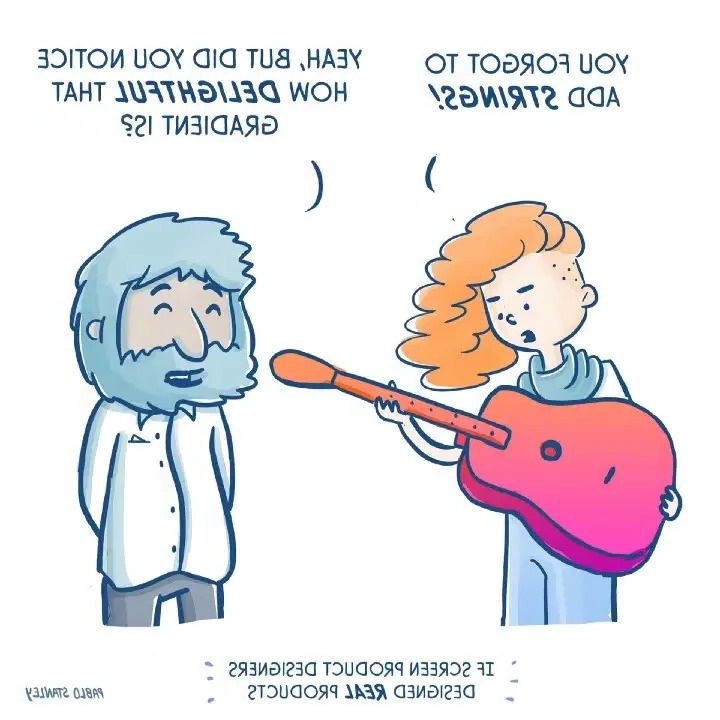 YOU FORGOT TO
ADD STRINGS!
YEAH, BUT DID YOU NOTICE
HOW DELIGHTFUL THAT
GRADIENT IS?
IF SCREEN PRODUCT DESIGNERS
DESIGNED REAL PRODUCTS
PABLO STANLEY